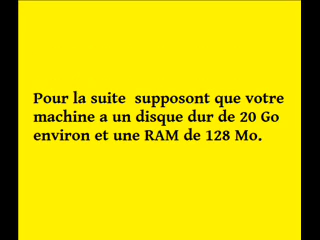 Pour la suite  supposont que votre
machine a un disque dur de 20 Go
environ et une RAM de 128 Mo.